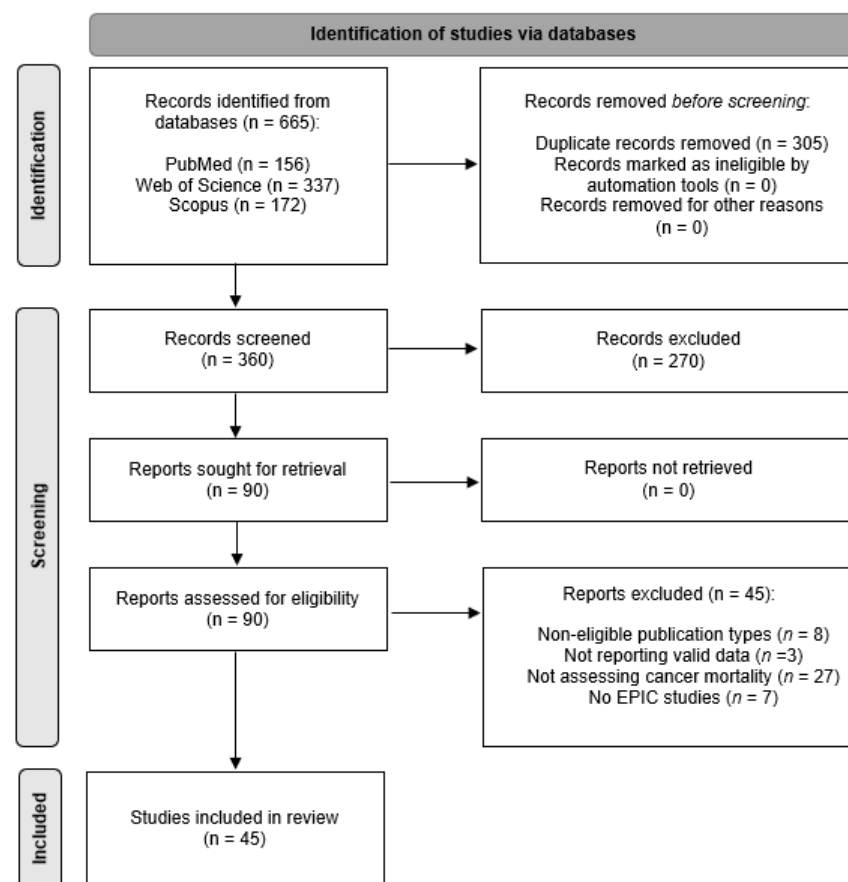 Identification of studies via databases
Identification
Records identified from
databases (n = 665):
PubMed (n = 156)
Web of Science (n = 337)
Scopus (n = 172)
Records removed before screening:
Duplicate records removed (n = 305)
Records marked as ineligible by
automation tools (n = 0)
Records removed for other reasons
(n = 0)
Screening
Records screened
(n = 360)
Records excluded
(n = 270)
Reports sought for retrieval
(n = 90)
Reports not retrieved
(n = 0)
Reports assessed for eligibility
(n = 90)
Reports excluded (n = 45):
Non-eligible publication types (n = 8)
Not reporting valid data (n =3)
Not assessing cancer mortality (n = 27)
No EPIC studies (n = 7)
Included
Studies included in review
(n = 45)